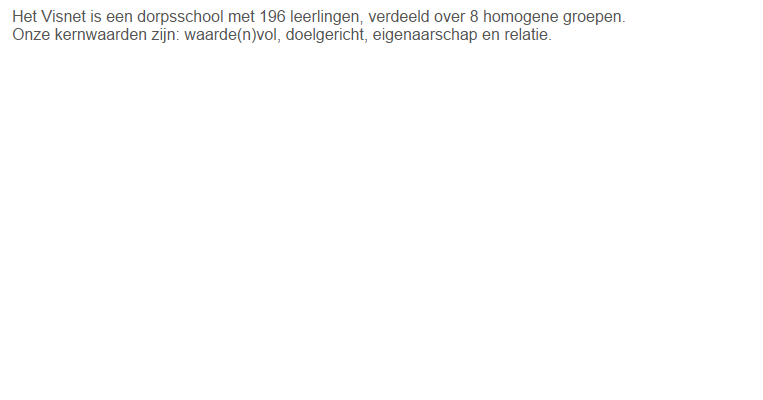 Het Visnet is een dorpsschool met 196 leerlingen, verdeeld over 8 homogene groepen.
Onze kernwaarden zijn: waarde(n)vol, doelgericht, eigenaarschap en relatie.